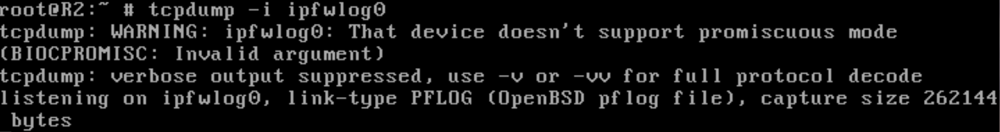 root@R2:~ # tcpdump -i ipfwlog0
tcpdump: WARNING: ipfwlog0: That device doesn't support promiscuous mode
(BIOCPROMISC: Invalid argument)
tcpdump: verbose output suppressed, use -v or -vv for full protocol decode
listening on ipfwlog0, link-type PFLOG (OpenBSD pflog file), capture size 262144
 bytes